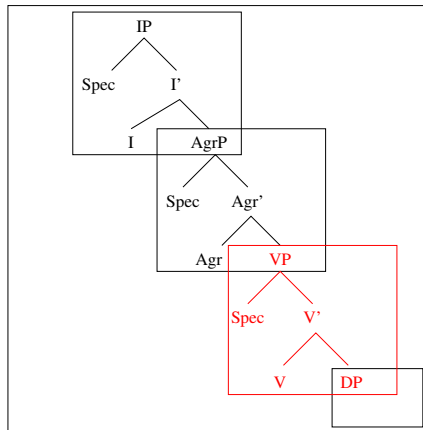 IP
Spec I'
I AgrP
Spec Agr'
Agr VP
Spec V'
V DP